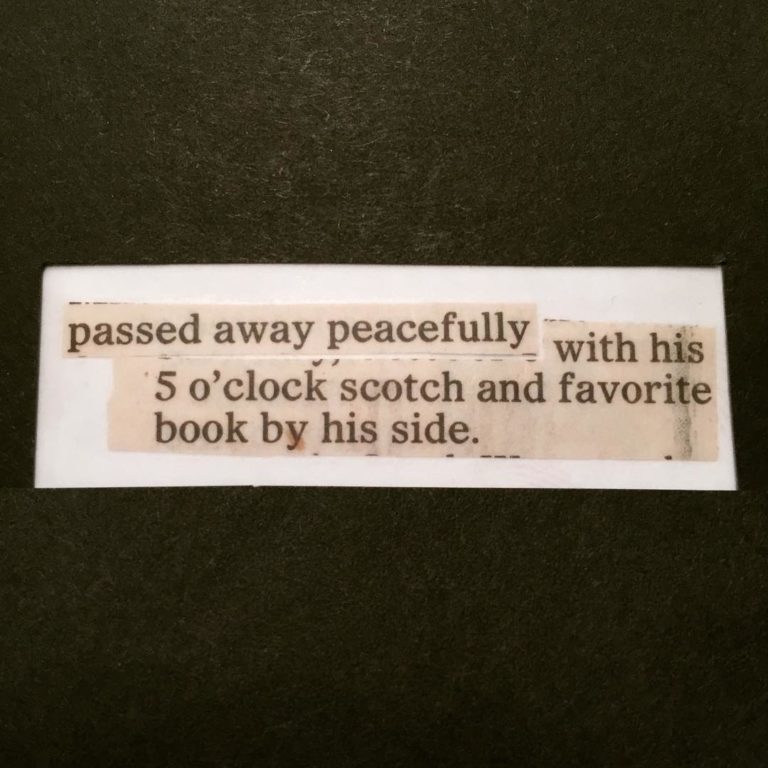 passed away peacefully with his
5 o'clock scotch and favorite
book by his side.